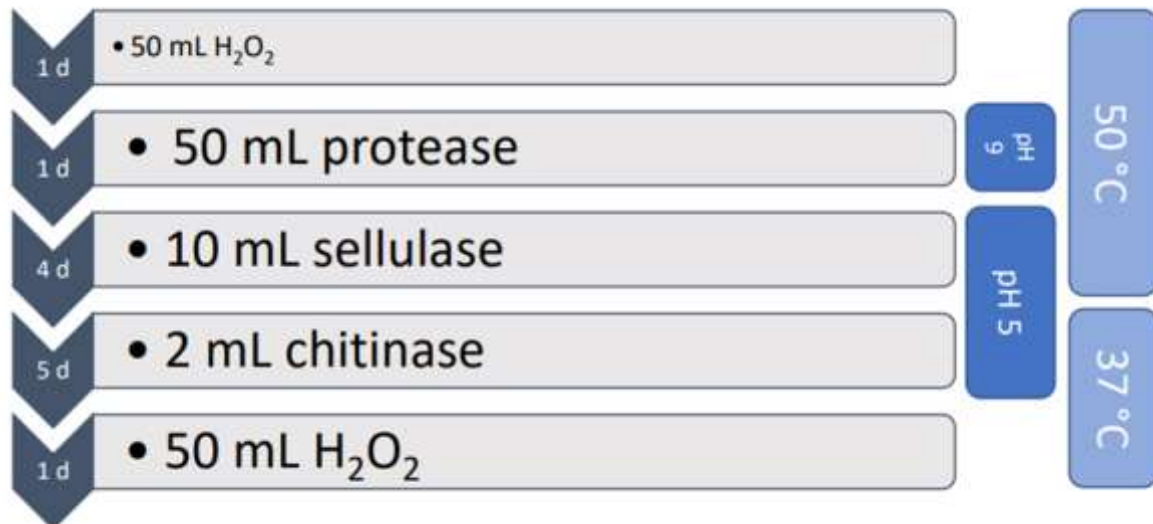 1 d
• 50 mL H₂O₂
1 d
• 50 mL protease
pH
9
50 °C
4 d
• 10 mL sellulase
pH 5
5 d
• 2 mL chitinase
37 °C
1 d
• 50 mL H₂O₂